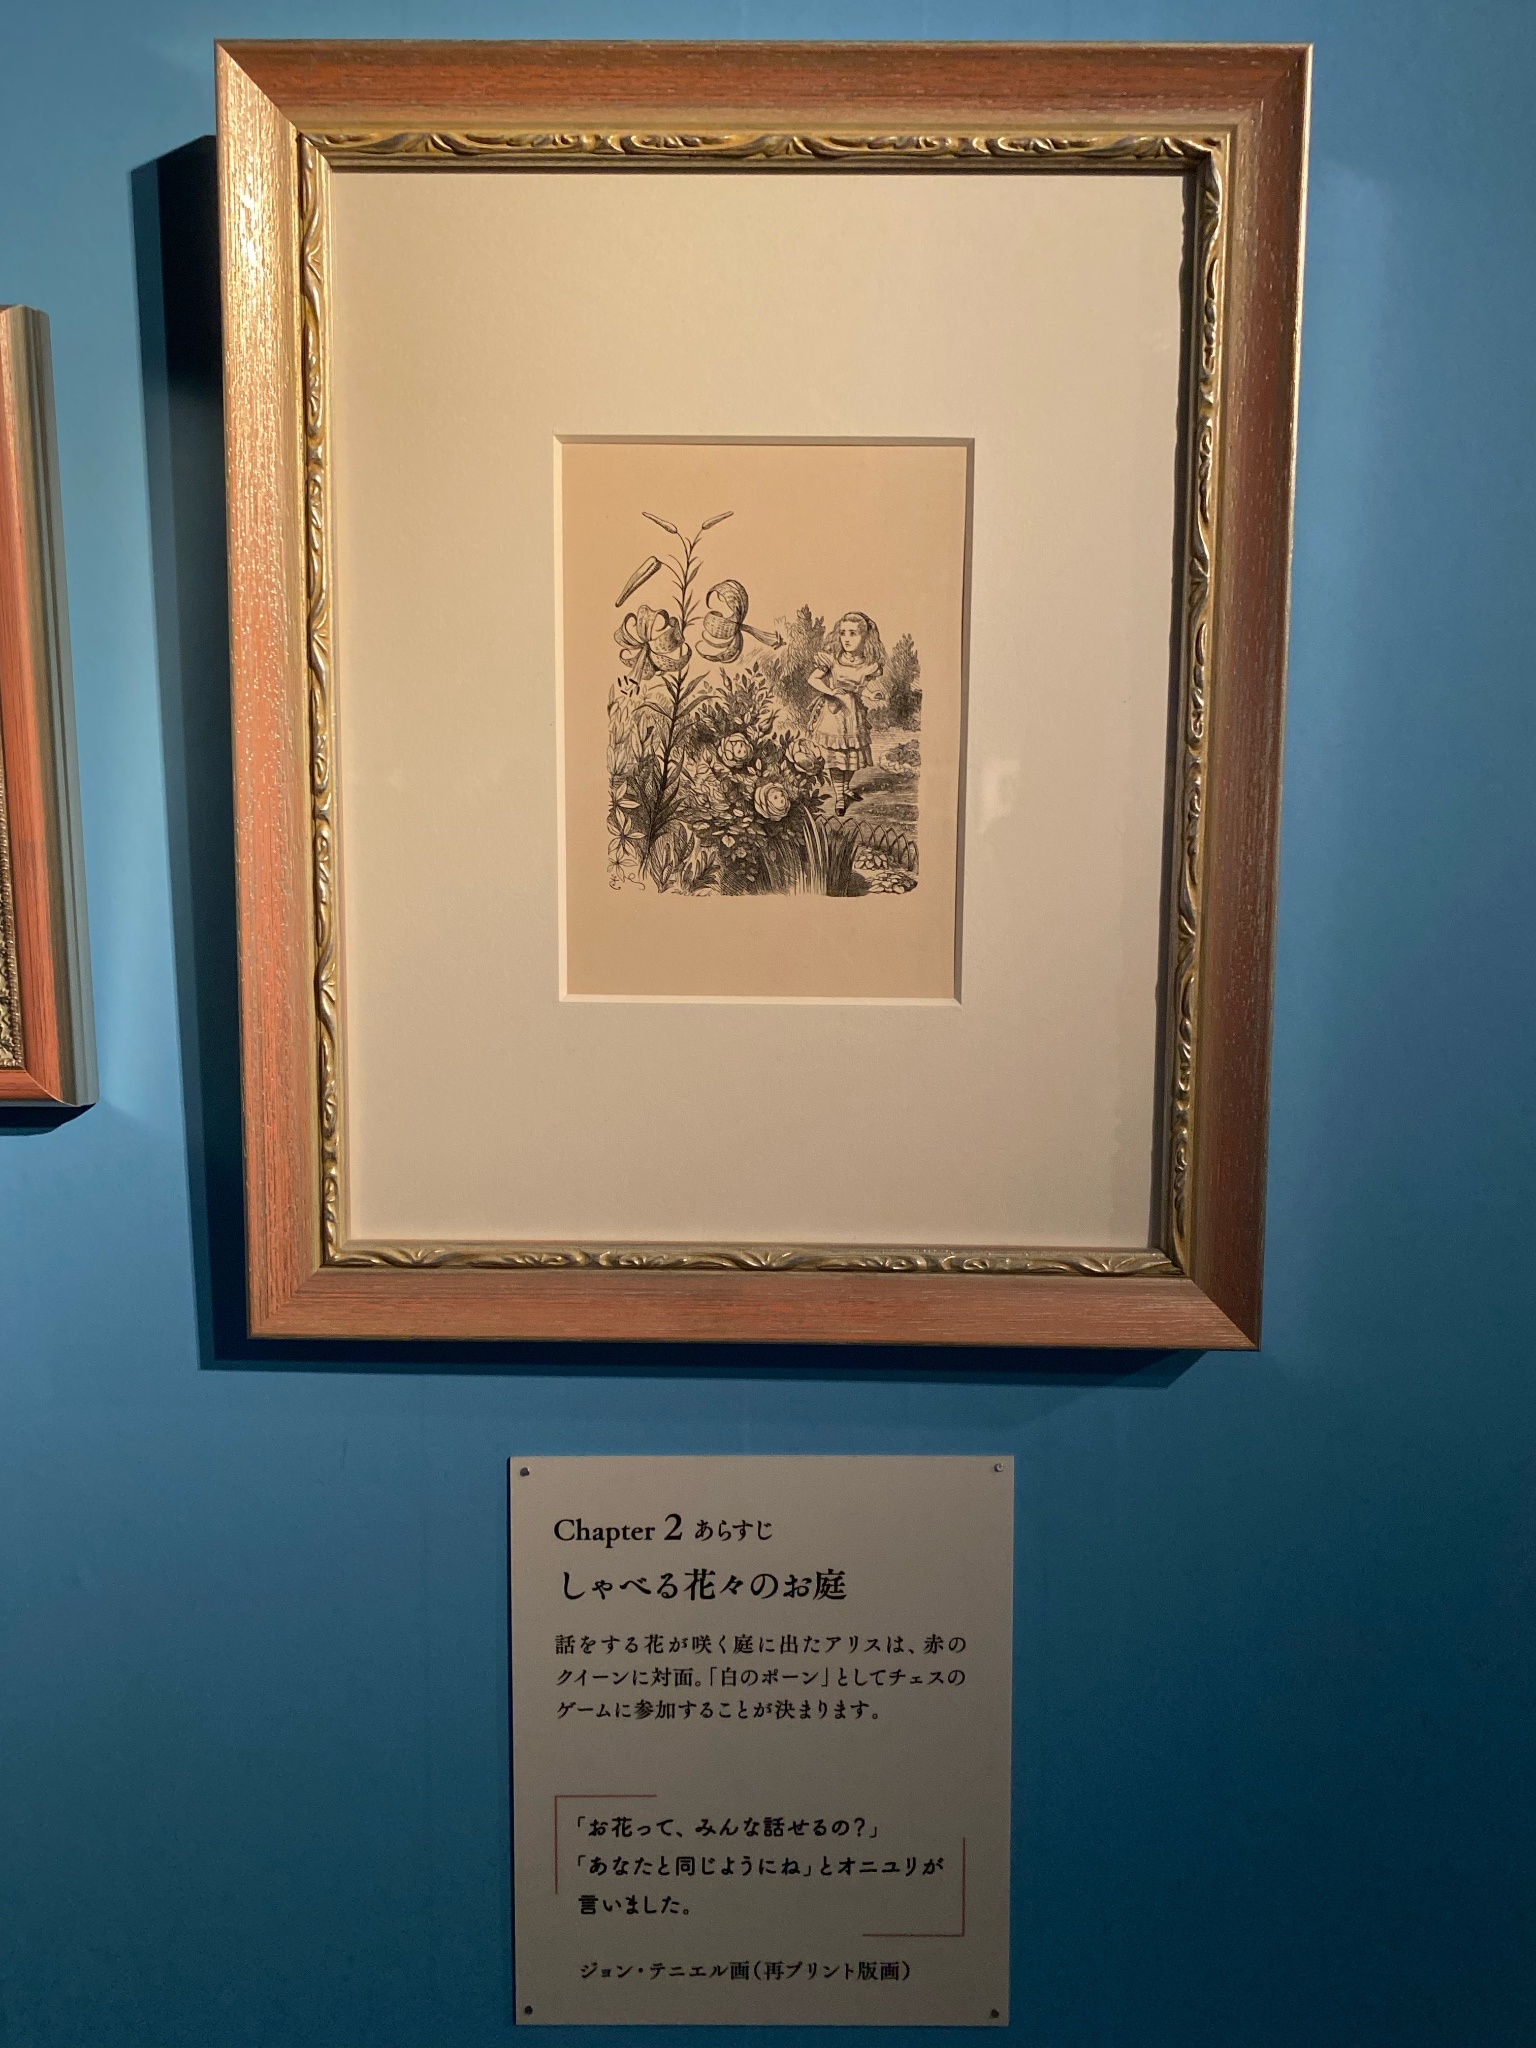 Chapter 2 あらすじ
しゃべる花々のお庭
話をする花が咲く庭に出たアリスは、赤の
クイーンに対面。「白のポーン」としてチェスの
ゲームに参加することが決まります。
「お花って、みんな話せるの?」
「あなたと同じようにね」とオニユリが
言いました。
ジョン・テニエル画(再プリント版画)